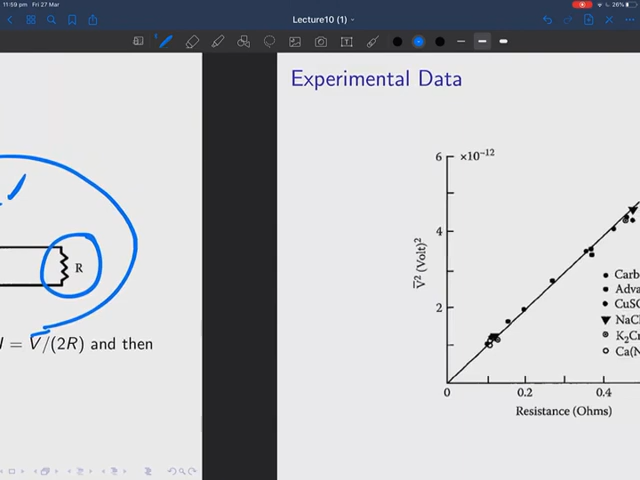 11:59 pm Fri 27 Mar
26%
Lecture10 (1)
Experimental Data
6 ×10⁻¹²
4
2
V̄² (Volt)²
0 0.2 0.4
Resistance (Ohms)
Carb
Adva
CuSO
NaCl
K₂Cr
Ca(N
R
= V/(2R) and then